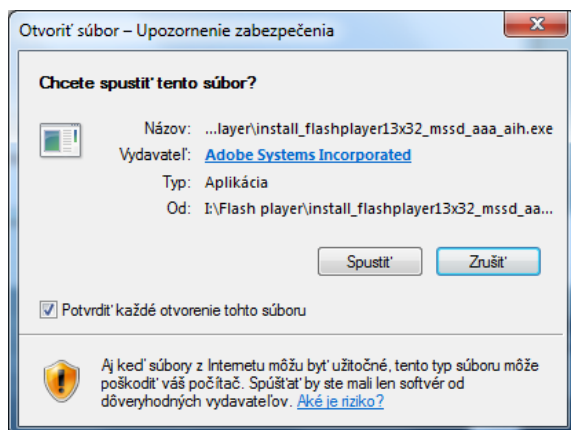 Otvoriť súbor – Upozornenie zabezpečenia
Chcete spustiť tento súbor?
Názov: ...layer\install_flashplayer13x32_mssd_aaa_aih.exe
Vydavateľ: Adobe Systems Incorporated
Typ: Aplikácia
Od: I:\Flash player\install_flashplayer13x32_mssd_aa...
Spustiť Zrušiť
Potvrdiť každé otvorenie tohto súboru
Aj keď súbory z Internetu môžu byť užitočné, tento typ súboru môže
poškodiť váš počítač. Spúšťať by ste mali len softvér od
dôveryhodných vydavateľov. Aké je riziko?